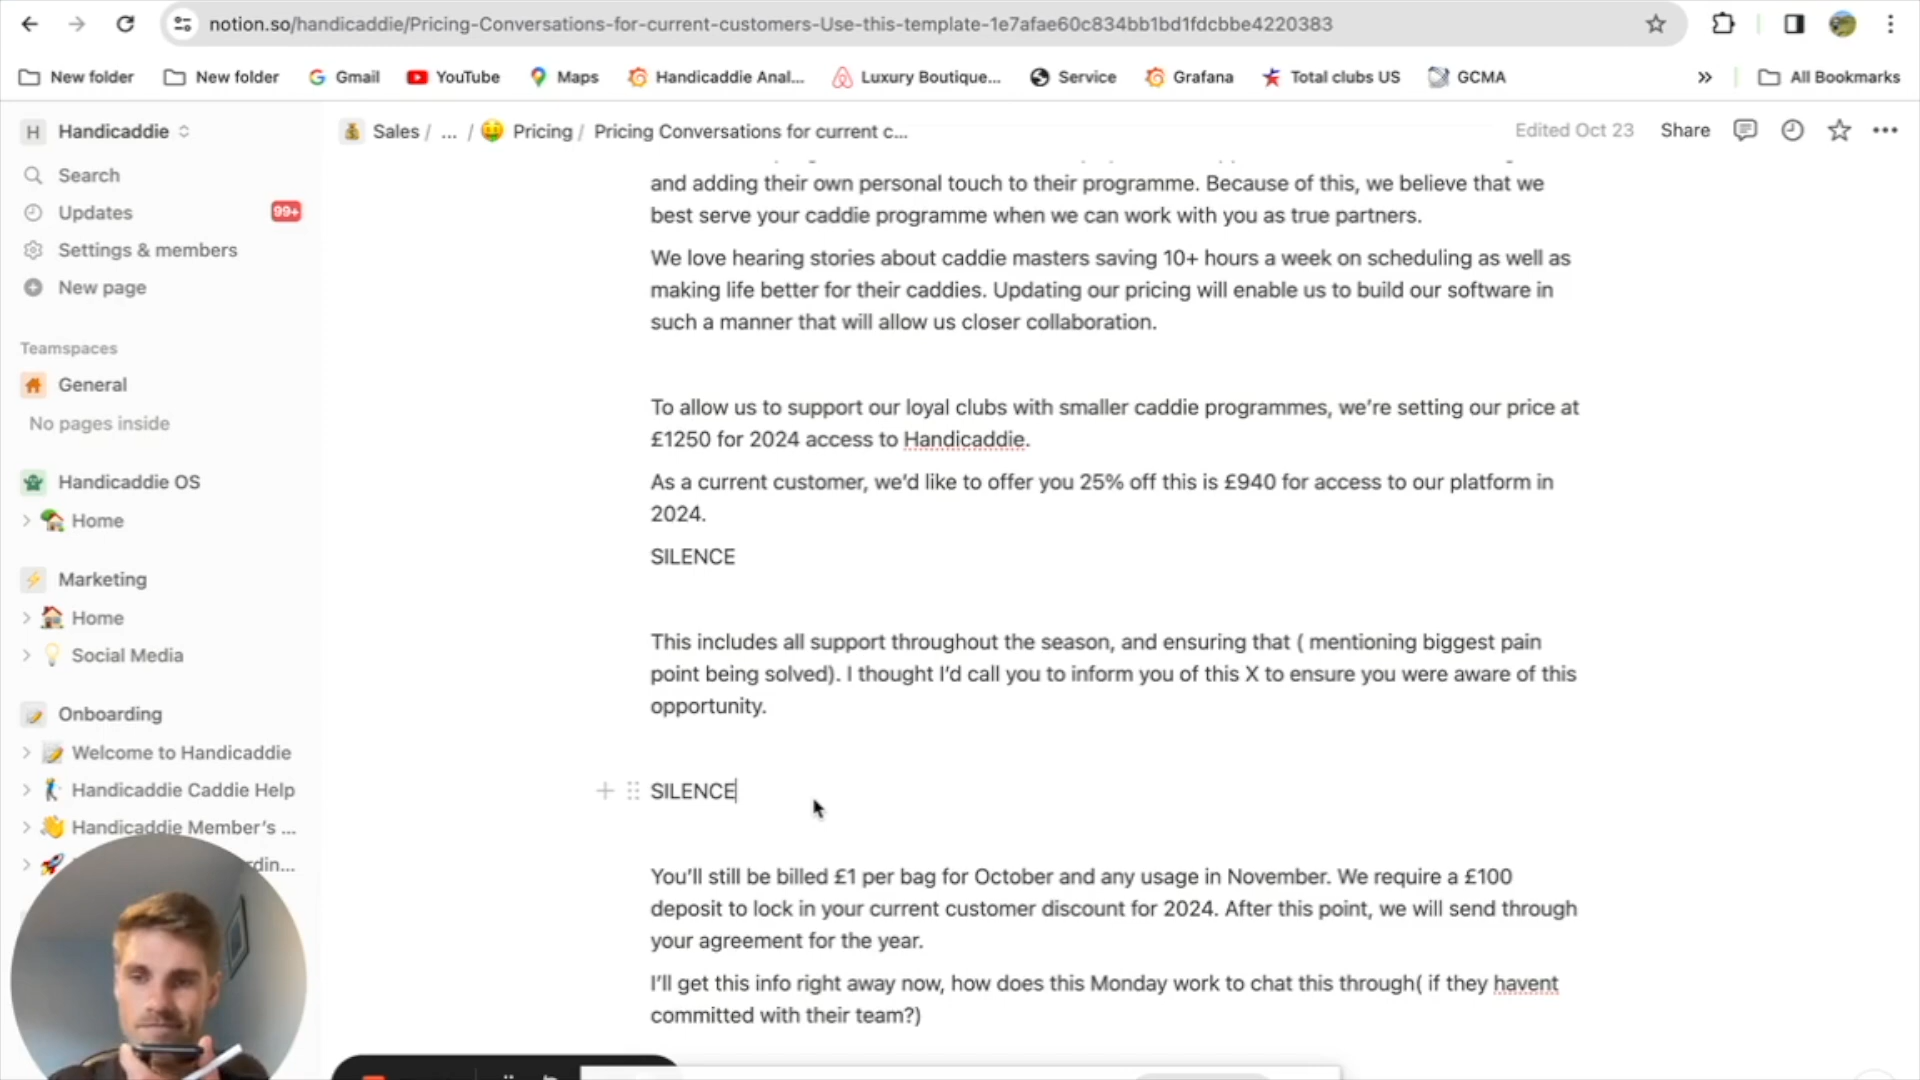 notion.so/handicaddie/Pricing-Conversations-for-current-customers-Use-this-template-1e7afae60c834bb1bd1fdcbbe4220383
New folder New folder Gmail YouTube Maps Handicaddie Anal... Luxury Boutique... Service Grafana Total clubs US GCMA » All Bookmarks
H Handicaddie Sales / ... / Pricing / Pricing Conversations for current c... Edited Oct 23 Share
Search
Updates 99+
Settings & members
New page
Teamspaces
General
No pages inside
Handicaddie OS
Home
Marketing
Home
Social Media
Onboarding
Welcome to Handicaddie
Handicaddie Caddie Help
Handicaddie Member's ...
rdin...
and adding their own personal touch to their programme. Because of this, we believe that we
best serve your caddie programme when we can work with you as true partners.
We love hearing stories about caddie masters saving 10+ hours a week on scheduling as well as
making life better for their caddies. Updating our pricing will enable us to build our software in
such a manner that will allow us closer collaboration.
To allow us to support our loyal clubs with smaller caddie programmes, we're setting our price at
£1250 for 2024 access to Handicaddie.
As a current customer, we'd like to offer you 25% off this is £940 for access to our platform in
2024.
SILENCE
This includes all support throughout the season, and ensuring that ( mentioning biggest pain
point being solved). I thought I'd call you to inform you of this X to ensure you were aware of this
opportunity.
SILENCE
You'll still be billed £1 per bag for October and any usage in November. We require a £100
deposit to lock in your current customer discount for 2024. After this point, we will send through
your agreement for the year.
I'll get this info right away now, how does this Monday work to chat this through( if they havent
committed with their team?)